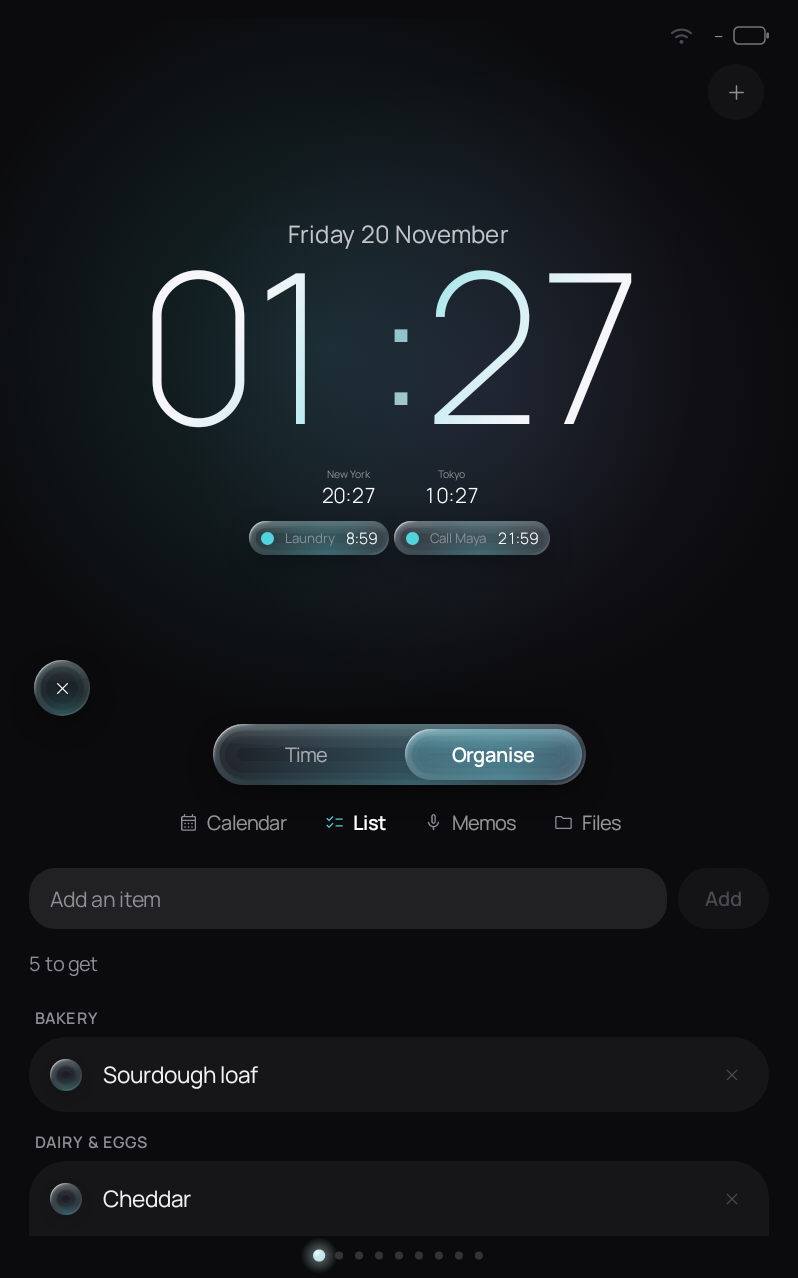 –
Friday 20 November
01:27
New York Tokyo
20:27 10:27
Laundry 8:59 Call Maya 21:59
Time Organise
Calendar List Memos Files
Add an item Add
5 to get
BAKERY
Sourdough loaf
DAIRY & EGGS
Cheddar